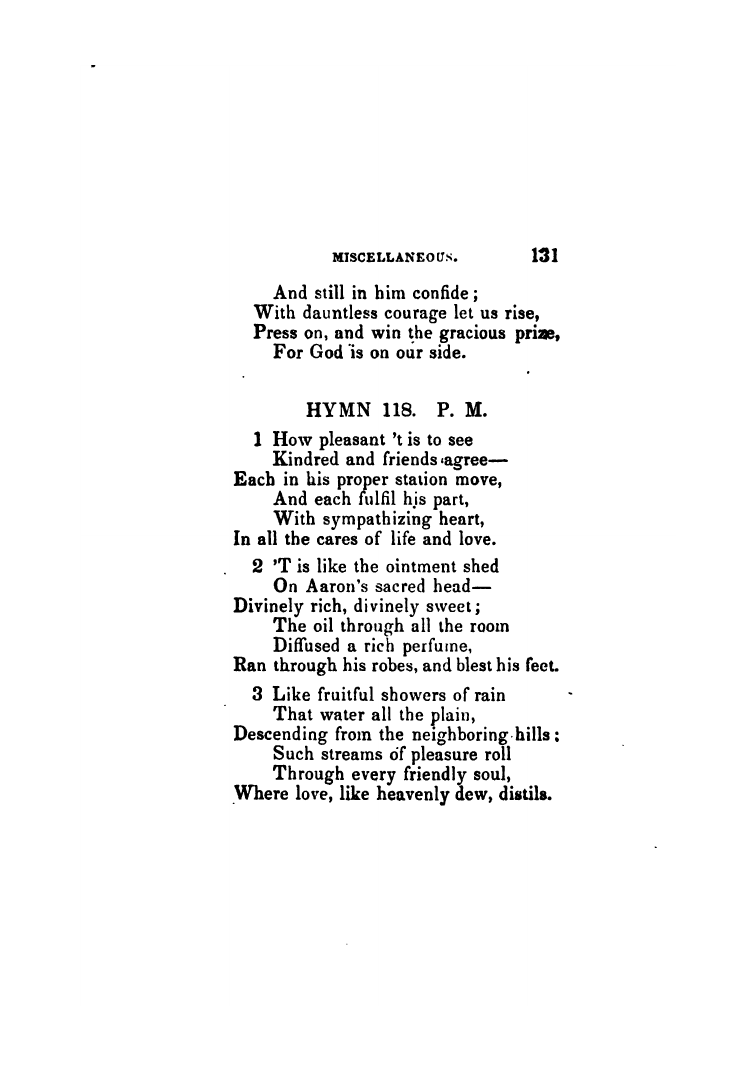 MISCELLANEOUS. 131
And still in him confide;
With dauntless courage let us rise,
Press on, and win the gracious prize,
For God is on our side.
HYMN 118. P. M.
1 How pleasant 't is to see
Kindred and friends agree—
Each in his proper station move,
And each fulfil his part,
With sympathizing heart,
In all the cares of life and love.
2 'T is like the ointment shed
On Aaron's sacred head—
Divinely rich, divinely sweet;
The oil through all the room
Diffused a rich perfume,
Ran through his robes, and blest his feet.
3 Like fruitful showers of rain
That water all the plain,
Descending from the neighboring hills;
Such streams of pleasure roll
Through every friendly soul,
Where love, like heavenly dew, distils.